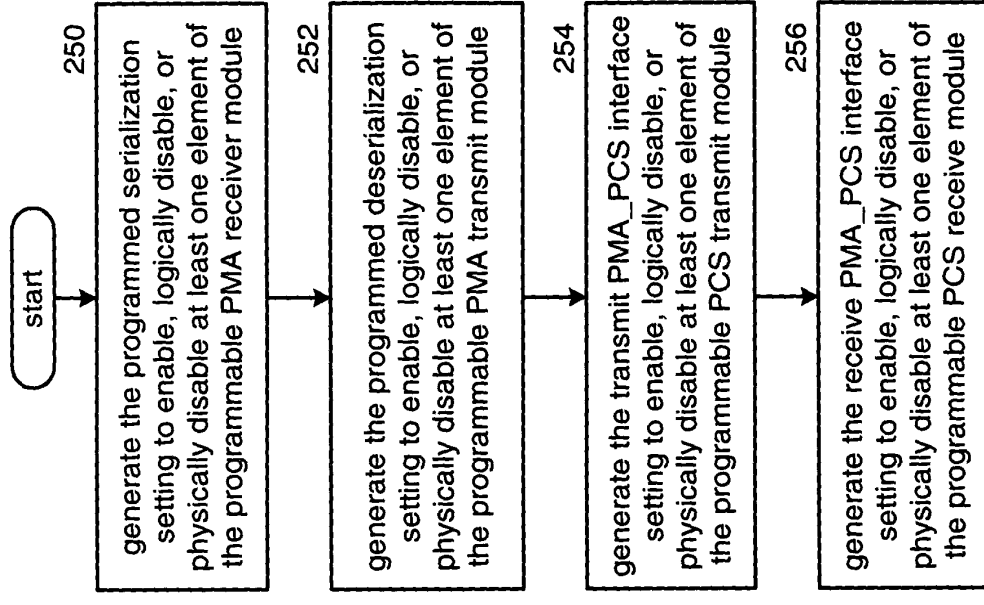 start
250
generate the programmed serialization
setting to enable, logically disable, or
physically disable at least one element of
the programmable PMA receiver module
252
generate the programmed deserialization
setting to enable, logically disable, or
physically disable at least one element of
the programmable PMA transmit module
254
generate the transmit PMA_PCS interface
setting to enable, logically disable, or
physically disable at least one element of
the programmable PCS transmit module
256
generate the receive PMA_PCS interface
setting to enable, logically disable, or
physically disable at least one element of
the programmable PCS receive module